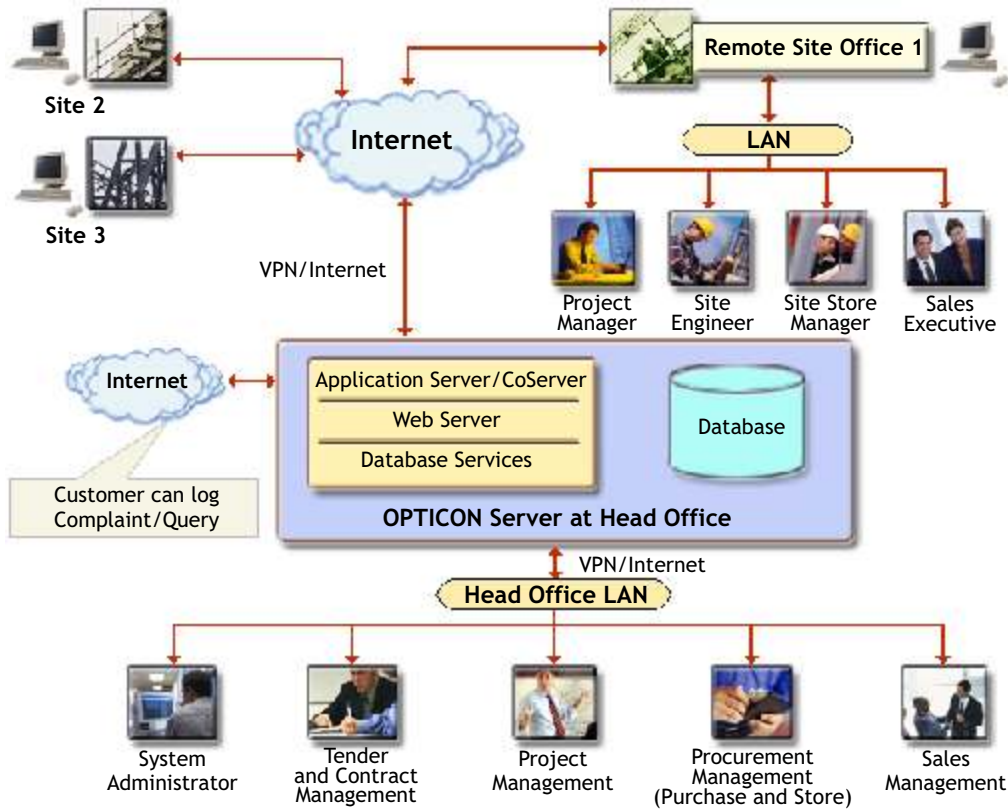 Remote Site Office 1
Site 2
Internet
LAN
Site 3
VPN/Internet
Project
Manager
Site
Engineer
Site Store
Manager
Sales
Executive
Internet
Application Server/CoServer
Web Server
Database Services
Database
Customer can log
Complaint/Query
OPTICON Server at Head Office
VPN/Internet
Head Office LAN
System
Administrator
Tender
and Contract
Management
Project
Management
Procurement
Management
(Purchase and Store)
Sales
Management